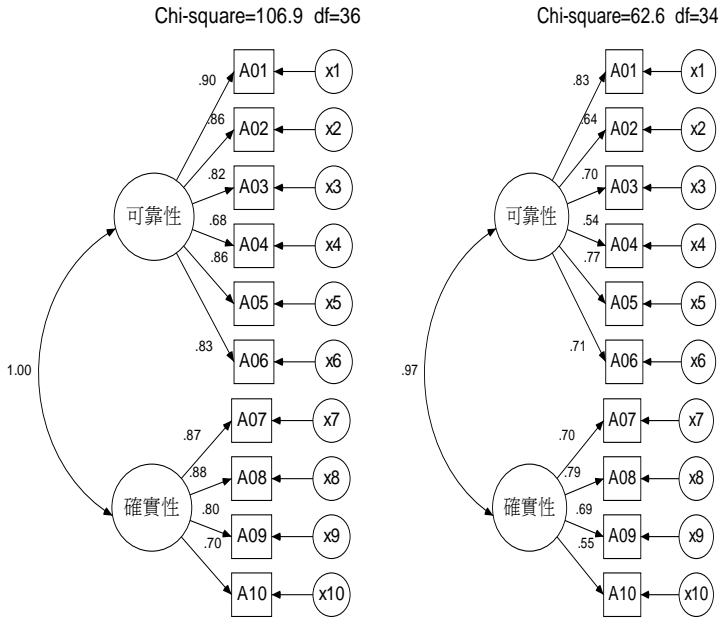 Chi-square=106.9 df=36
.90
A01
x1
.86
A02
x2
.82
A03
x3
可靠性
.68
A04
x4
.86
A05
x5
.83
A06
x6
1.00
.87
A07
x7
.88
A08
x8
確實性
.80
A09
x9
.70
A10
x10
Chi-square=62.6 df=34
.83
A01
x1
.64
A02
x2
.70
A03
x3
可靠性
.54
A04
x4
.77
A05
x5
.71
A06
x6
.97
.70
A07
x7
.79
A08
x8
確實性
.69
A09
x9
.55
A10
x10